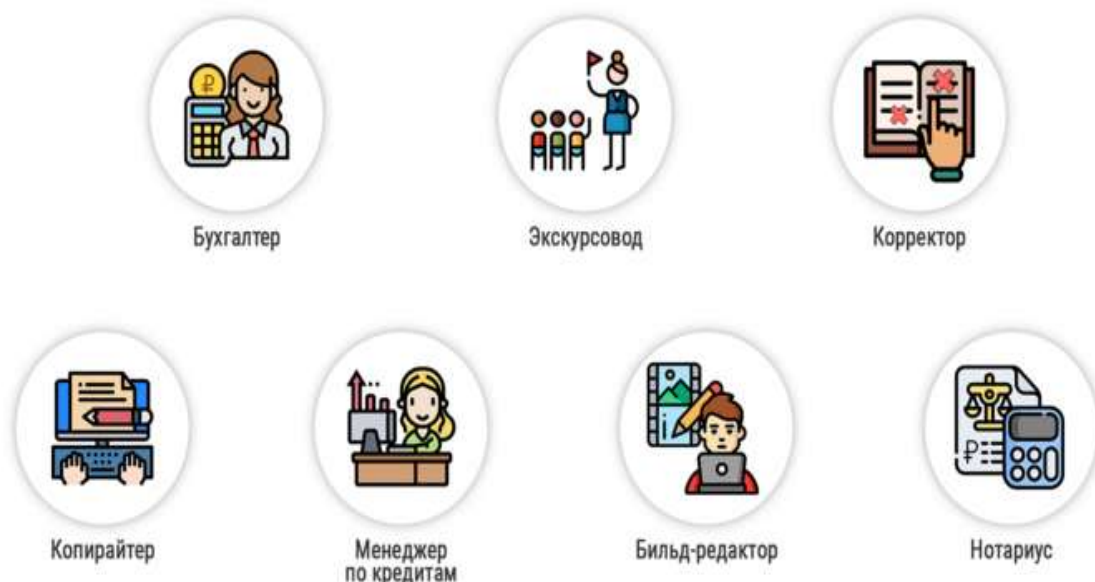 Бухгалтер
Экскурсовод
Корректор
Копирайтер
Менеджер
по кредитам
Бильд-редактор
Нотариус